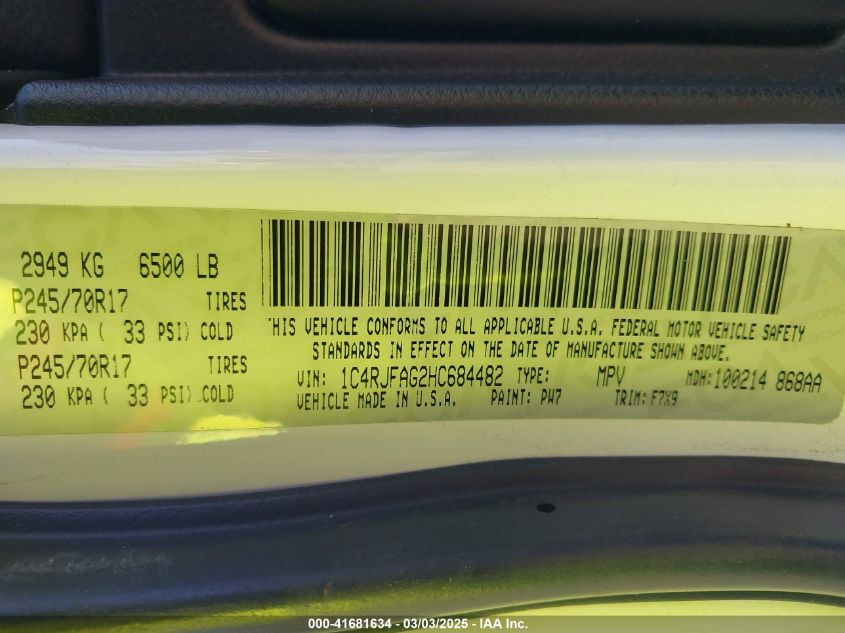 2949 KG 6500 LB
P245/70R17 TIRES
230 KPA ( 33 PSI) COLD
P245/70R17 TIRES
230 KPA ( 33 PSI) COLD
THIS VEHICLE CONFORMS TO ALL APPLICABLE U.S.A. FEDERAL MOTOR VEHICLE SAFETY
STANDARDS IN EFFECT ON THE DATE OF MANUFACTURE SHOWN ABOVE.
VIN: 1C4RJFAG2HC684482 TYPE: MPV MDH:100214 868AA
VEHICLE MADE IN U.S.A. PAINT: PW7 TRIM: F7X9
000-41681634 - 03/03/2025 - IAA Inc.